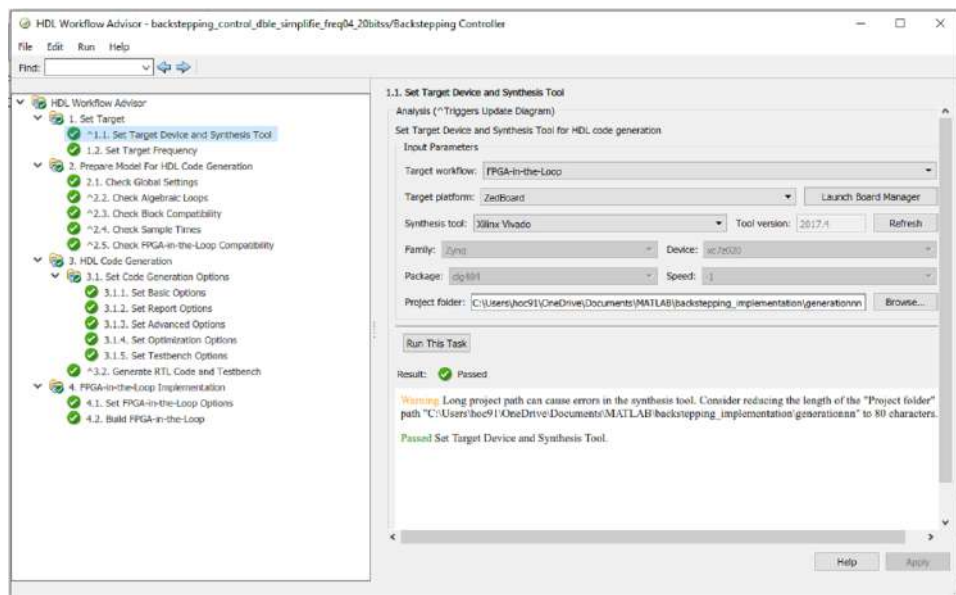 HDL Workflow Advisor - backstepping_control_dble_simplifie_freq04_20bitss/Backstepping Controller
File Edit Run Help
Find:
HDL Workflow Advisor
1. Set Target
^1.1. Set Target Device and Synthesis Tool
1.2. Set Target Frequency
2. Prepare Model For HDL Code Generation
2.1. Check Global Settings
^2.2. Check Algebraic Loops
^2.3. Check Block Compatibility
^2.4. Check Sample Times
^2.5. Check FPGA-in-the-Loop Compatibility
3. HDL Code Generation
3.1. Set Code Generation Options
3.1.1. Set Basic Options
3.1.2. Set Report Options
3.1.3. Set Advanced Options
3.1.4. Set Optimization Options
3.1.5. Set Testbench Options
^3.2. Generate RTL Code and Testbench
4. FPGA-in-the-Loop Implementation
4.1. Set FPGA-in-the-Loop Options
4.2. Build FPGA-in-the-Loop
1.1. Set Target Device and Synthesis Tool
Analysis (^Triggers Update Diagram)
Set Target Device and Synthesis Tool for HDL code generation
Input Parameters
Target workflow: FPGA-in-the-Loop
Target platform: ZedBoard Launch Board Manager
Synthesis tool: Xilinx Vivado Tool version: 2017.4 Refresh
Family: Zynq Device: xc7z020
Package: clg484 Speed: -1
Project folder: C:\Users\hoc91\OneDrive\Documents\MATLAB\backstepping_implementation\generationnn Browse...
Run This Task
Result: Passed
Warning Long project path can cause errors in the synthesis tool. Consider reducing the length of the "Project folder"
path "C:\Users\hoc91\OneDrive\Documents\MATLAB\backstepping_implementation\generationnn" to 80 characters.
Passed Set Target Device and Synthesis Tool.
Help Apply